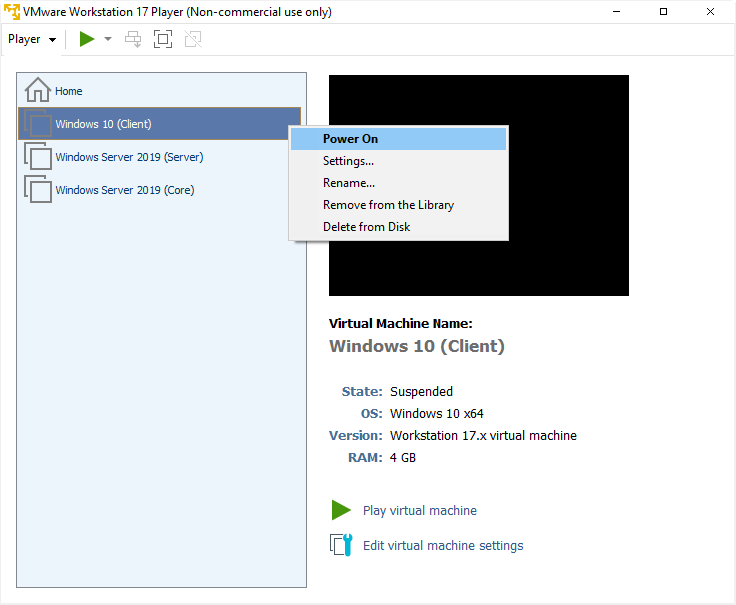 VMware Workstation 17 Player (Non-commercial use only)
Player
Home
Windows 10 (Client)
Windows Server 2019 (Server)
Windows Server 2019 (Core)
Power On
Settings...
Rename...
Remove from the Library
Delete from Disk
Virtual Machine Name:
Windows 10 (Client)
State: Suspended
OS: Windows 10 x64
Version: Workstation 17.x virtual machine
RAM: 4 GB
Play virtual machine
Edit virtual machine settings